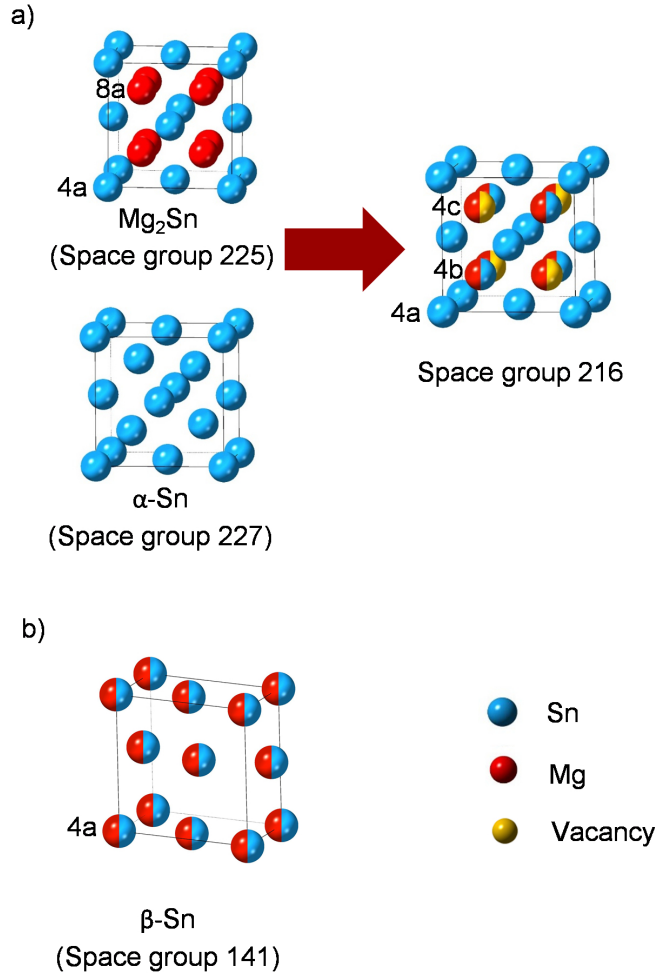 a)
8a
4a
Mg₂Sn
(Space group 225)
4c
4b
4a
Space group 216
α-Sn
(Space group 227)
b)
4a
β-Sn
(Space group 141)
Sn
Mg
Vacancy